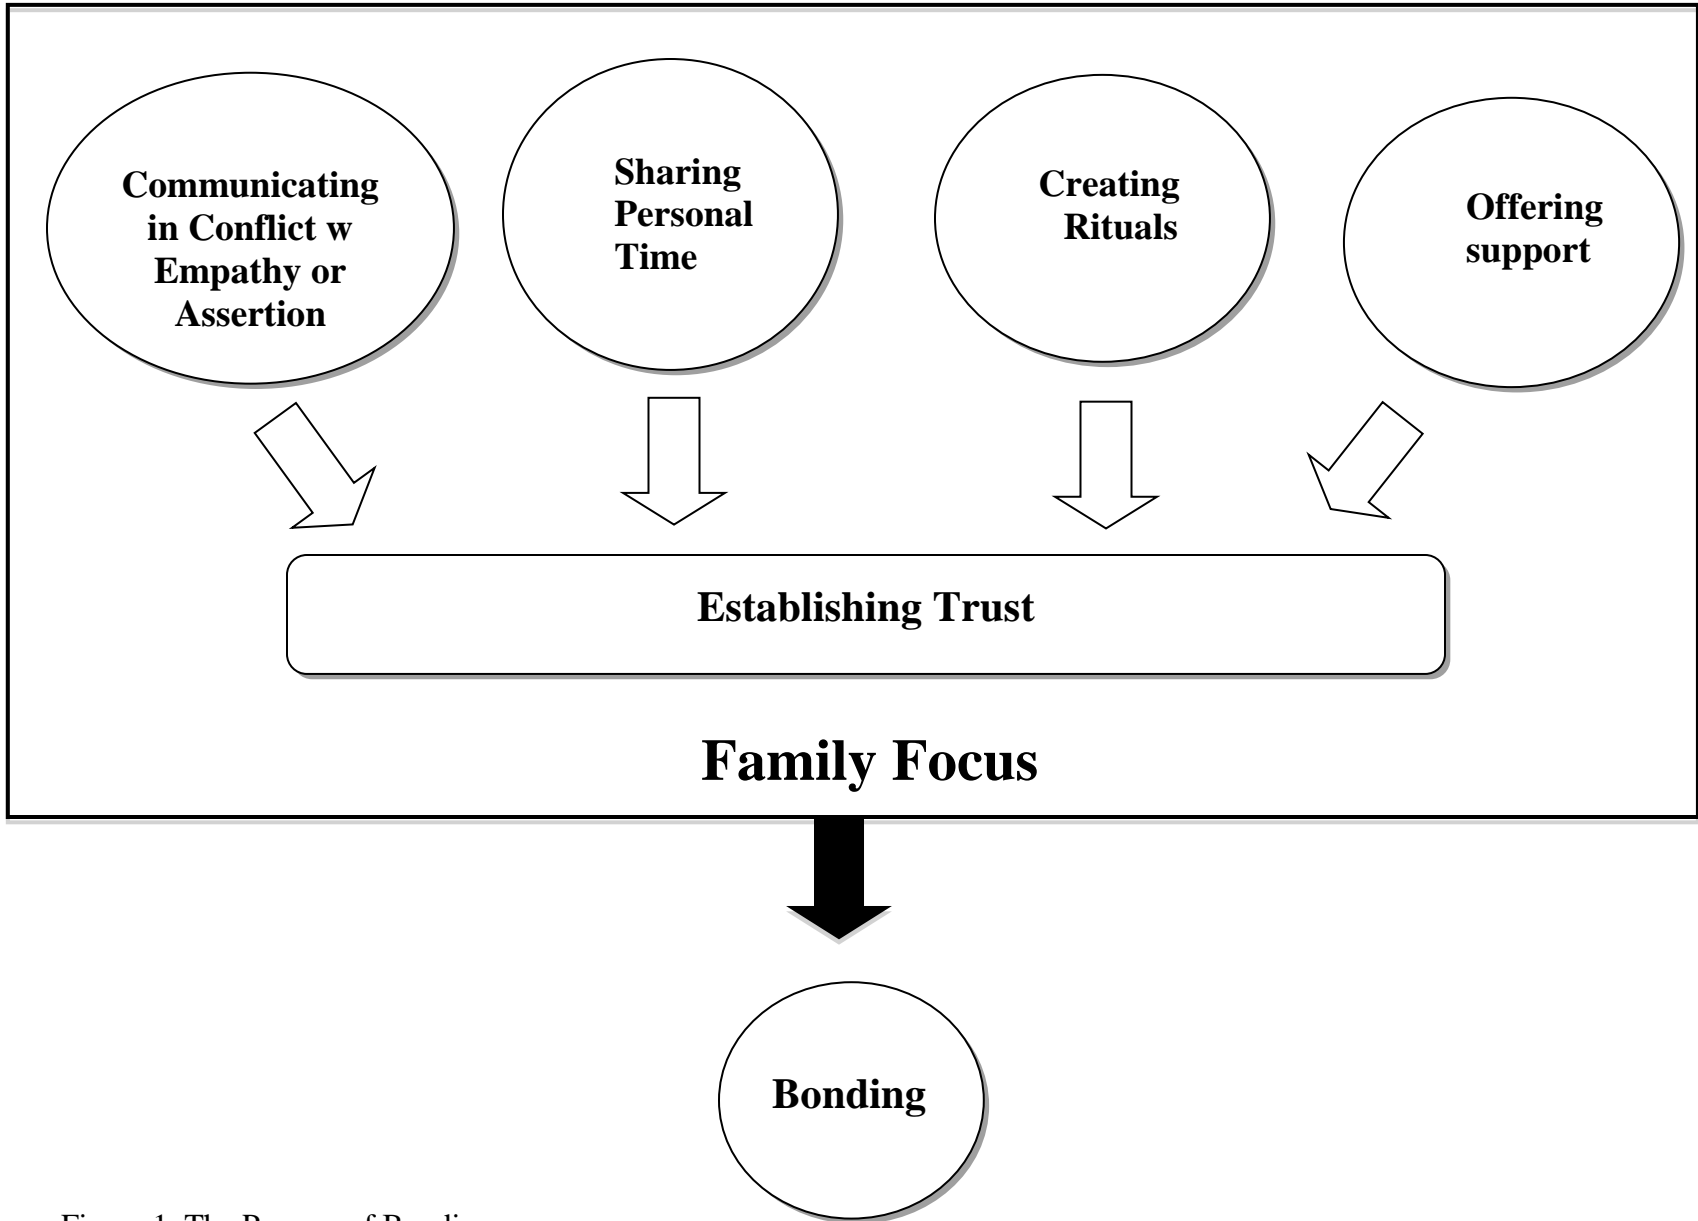 Communicating
in Conflict w
Empathy or
Assertion
Sharing
Personal
Time
Creating
Rituals
Offering
support
Establishing Trust
Family Focus
Bonding